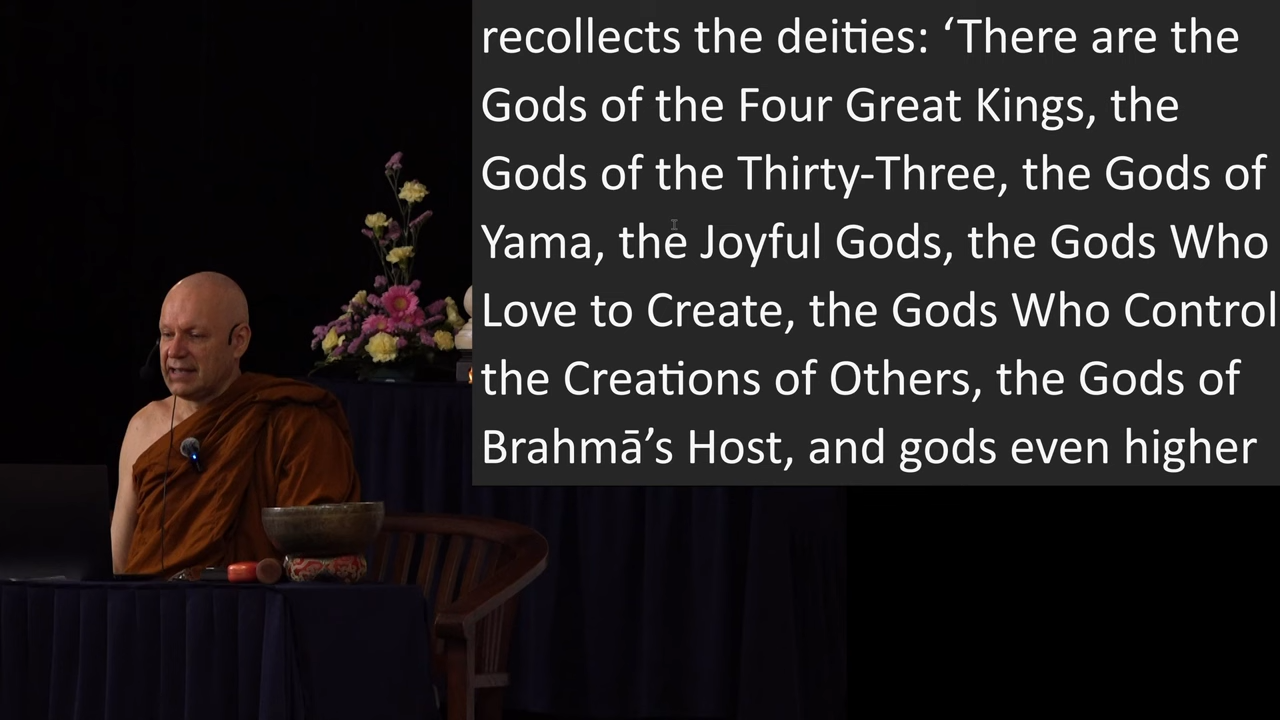 recollects the deities: ‘There are the
Gods of the Four Great Kings, the
Gods of the Thirty-Three, the Gods of
Yama, the Joyful Gods, the Gods Who
Love to Create, the Gods Who Control
the Creations of Others, the Gods of
Brahmā’s Host, and gods even higher